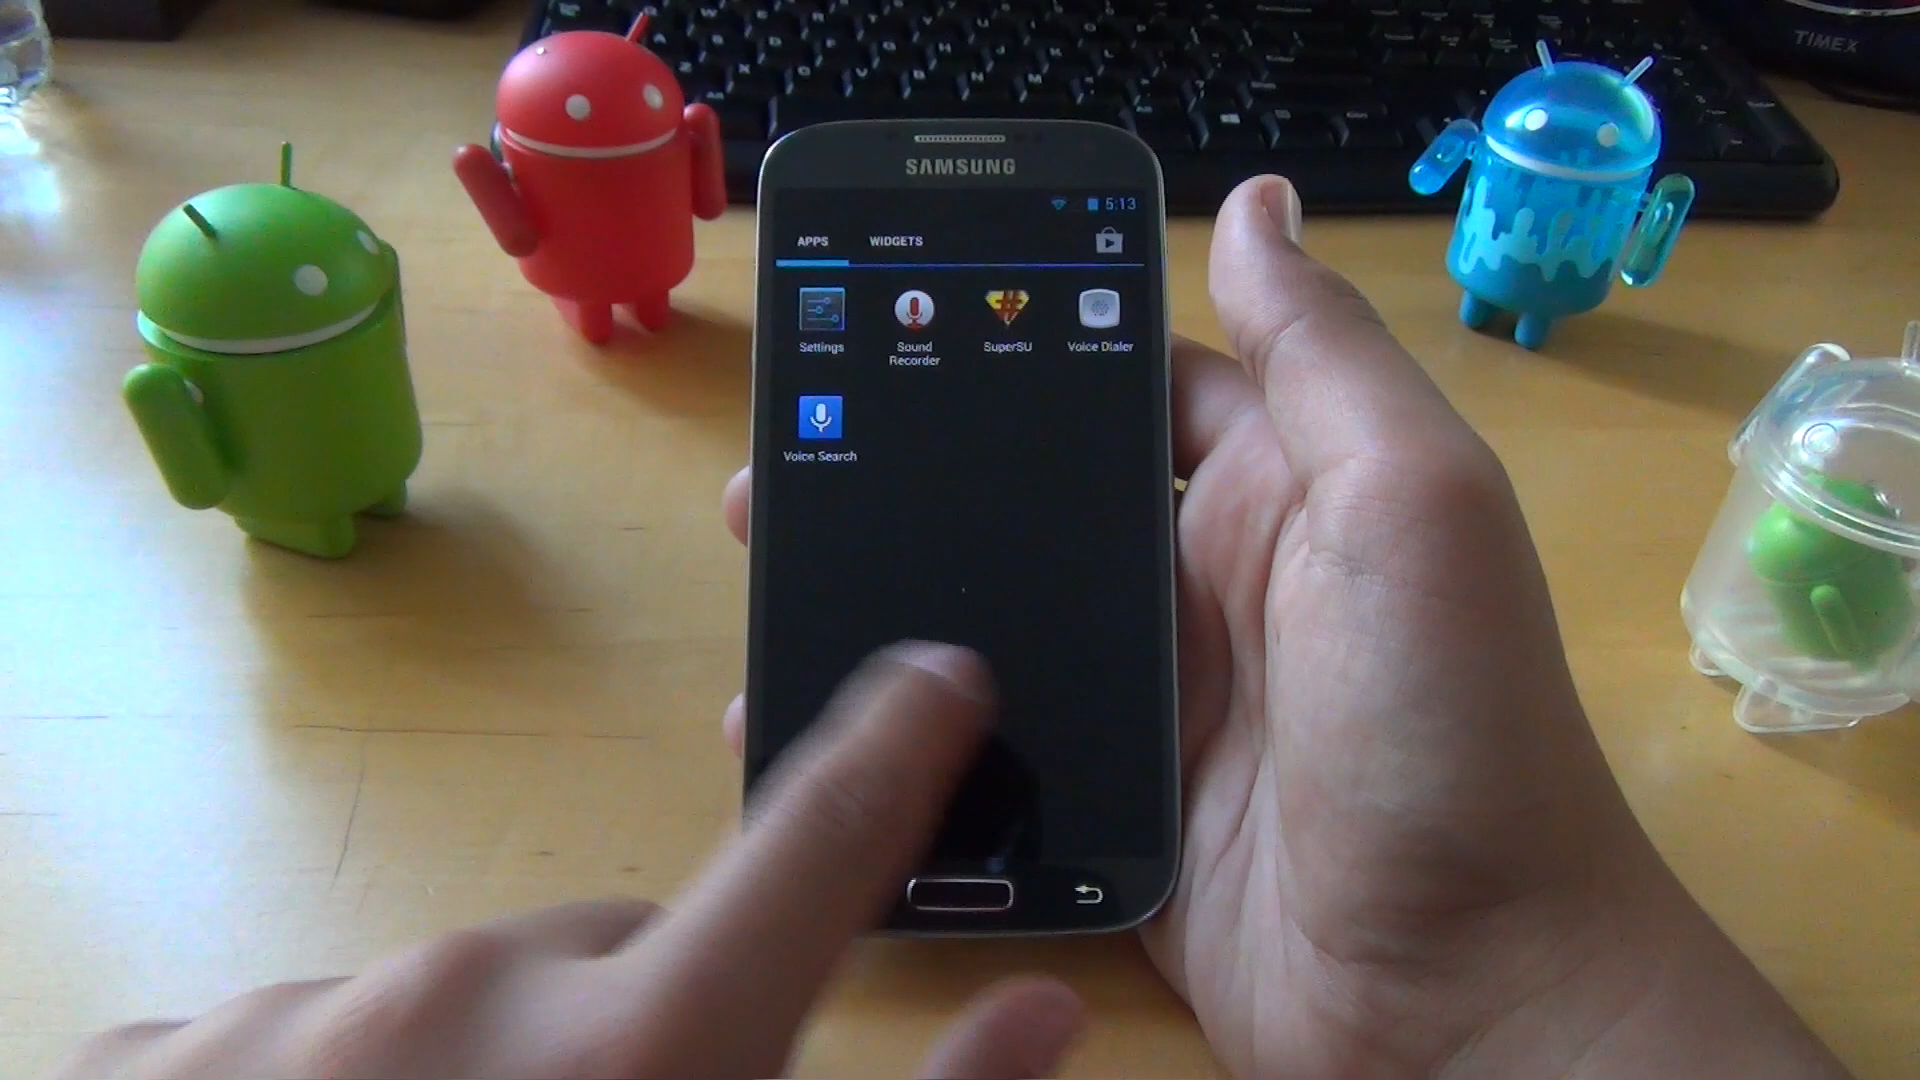 TIMEX
SAMSUNG
5:13
APPS WIDGETS
Settings Sound Recorder SuperSU Voice Dialer
Voice Search